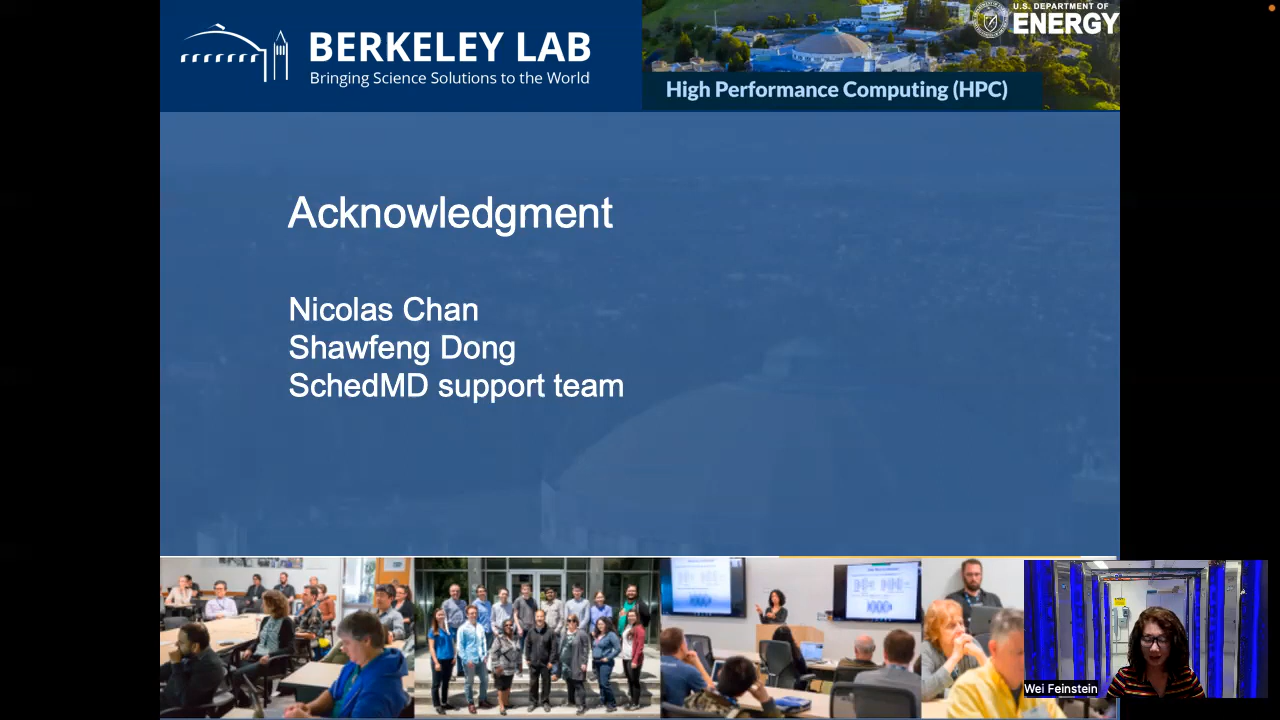 BERKELEY LAB
Bringing Science Solutions to the World
U.S. DEPARTMENT OF
ENERGY
High Performance Computing (HPC)
Acknowledgment
Nicolas Chan
Shawfeng Dong
SchedMD support team
Wei Feinstein